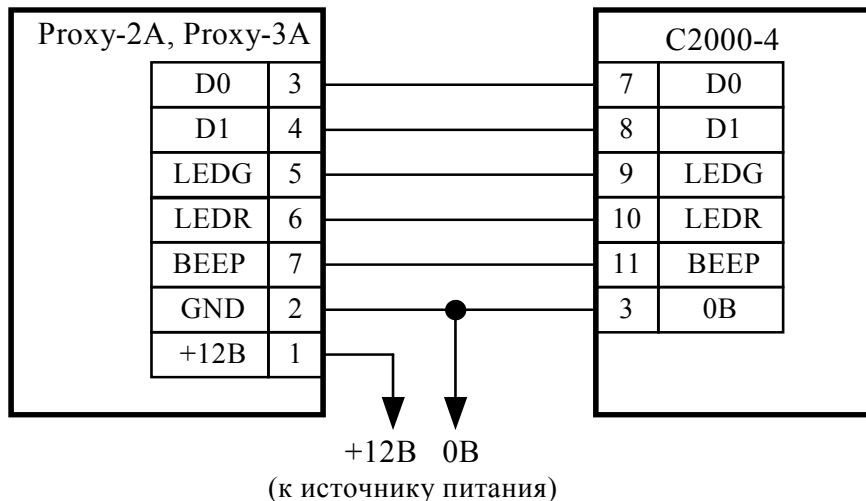 Proxy-2A, Proxy-3A C2000-4
D0 3 7 D0
D1 4 8 D1
LEDG 5 9 LEDG
LEDR 6 10 LEDR
BEEP 7 11 BEEP
GND 2 3 0В
+12В 1
+12В 0В
(к источнику питания)